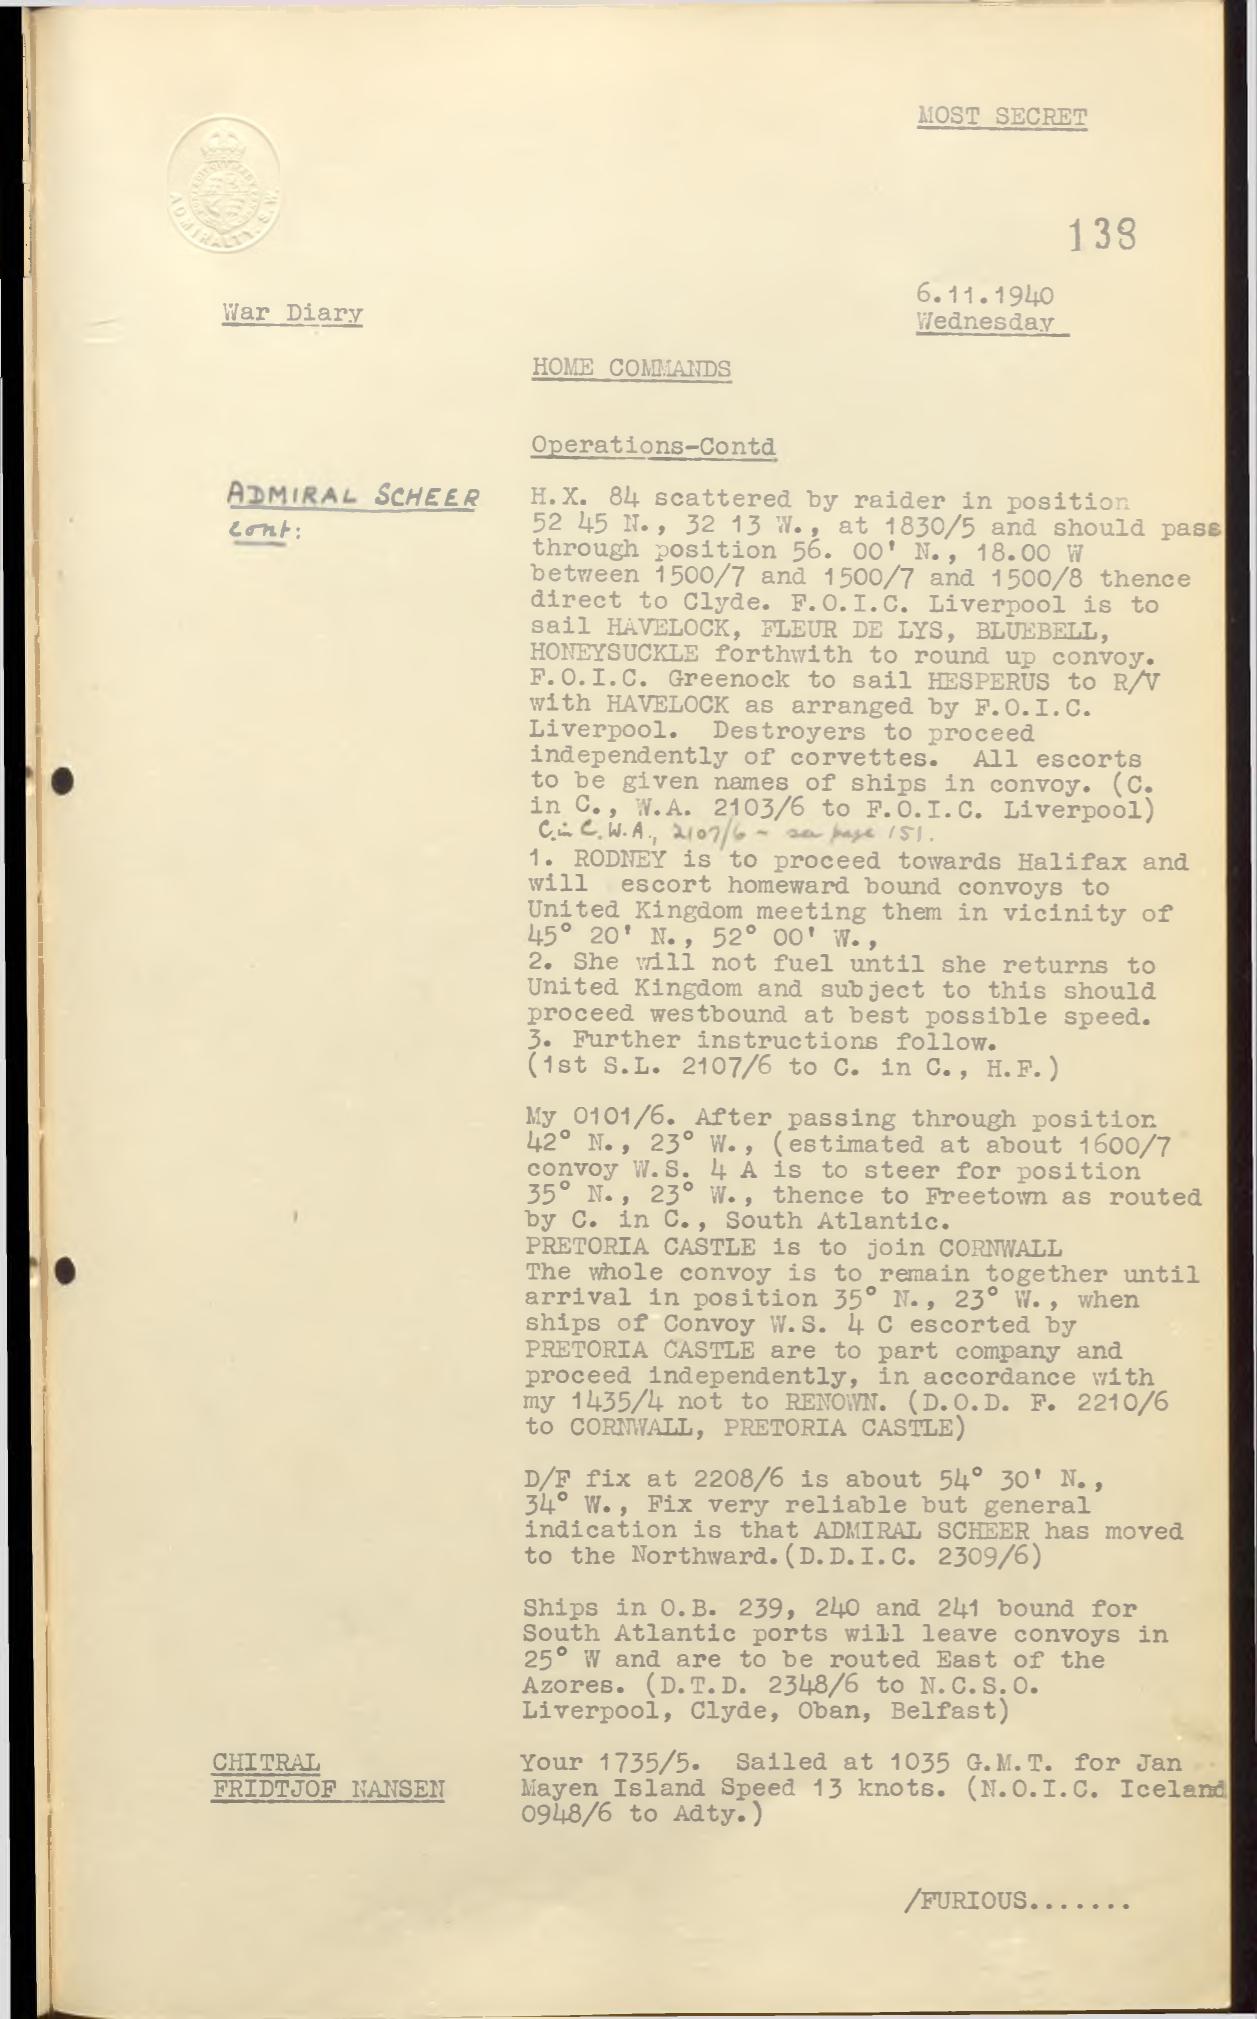 MOST SECRET
ADMIRALTY. S.W.
138
6.11.1940
War Diary
Wednesday
HOME COMMANDS
Operations-Contd
ADMIRAL SCHEER
cont:
H.X. 84 scattered by raider in position
52 45 N., 32 13 W., at 1830/5 and should pass
through position 56. 00' N., 18.00 W
between 1500/7 and 1500/7 and 1500/8 thence
direct to Clyde. F.O.I.C. Liverpool is to
sail HAVELOCK, FLEUR DE LYS, BLUEBELL,
HONEYSUCKLE forthwith to round up convoy.
F.O.I.C. Greenock to sail HESPERUS to R/V
with HAVELOCK as arranged by F.O.I.C.
Liverpool. Destroyers to proceed
independently of corvettes. All escorts
to be given names of ships in convoy. (C.
in C., W.A. 2103/6 to F.O.I.C. Liverpool)
C.in C.W.A., 2107/6 - see page 151.
1. RODNEY is to proceed towards Halifax and
will escort homeward bound convoys to
United Kingdom meeting them in vicinity of
45° 20' N., 52° 00' W.,
2. She will not fuel until she returns to
United Kingdom and subject to this should
proceed westbound at best possible speed.
3. Further instructions follow.
(1st S.L. 2107/6 to C. in C., H.F.)
My 0101/6. After passing through position
42° N., 23° W., (estimated at about 1600/7
convoy W.S. 4 A is to steer for position
35° N., 23° W., thence to Freetown as routed
by C. in C., South Atlantic.
PRETORIA CASTLE is to join CORNWALL
The whole convoy is to remain together until
arrival in position 35° N., 23° W., when
ships of Convoy W.S. 4 C escorted by
PRETORIA CASTLE are to part company and
proceed independently, in accordance with
my 1435/4 not to RENOWN. (D.O.D. F. 2210/6
to CORNWALL, PRETORIA CASTLE)
D/F fix at 2208/6 is about 54° 30' N.,
34° W., Fix very reliable but general
indication is that ADMIRAL SCHEER has moved
to the Northward.(D.D.I.C. 2309/6)
Ships in O.B. 239, 240 and 241 bound for
South Atlantic ports will leave convoys in
25° W and are to be routed East of the
Azores. (D.T.D. 2348/6 to N.C.S.O.
Liverpool, Clyde, Oban, Belfast)
CHITRAL
FRIDTJOF NANSEN
Your 1735/5. Sailed at 1035 G.M.T. for Jan
Mayen Island Speed 13 knots. (N.O.I.C. Iceland
0948/6 to Adty.)
/FURIOUS.......